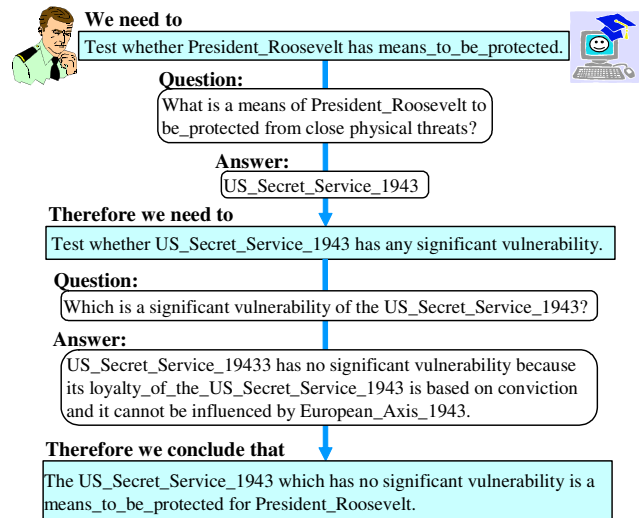 We need to
Test whether President_Roosevelt has means_to_be_protected.
Question:
What is a means of President_Roosevelt to
be_protected from close physical threats?
Answer:
US_Secret_Service_1943
Therefore we need to
Test whether US_Secret_Service_1943 has any significant vulnerability.
Question:
Which is a significant vulnerability of the US_Secret_Service_1943?
Answer:
US_Secret_Service_19433 has no significant vulnerability because
its loyalty_of_the_US_Secret_Service_1943 is based on conviction
and it cannot be influenced by European_Axis_1943.
Therefore we conclude that
The US_Secret_Service_1943 which has no significant vulnerability is a
means_to_be_protected for President_Roosevelt.